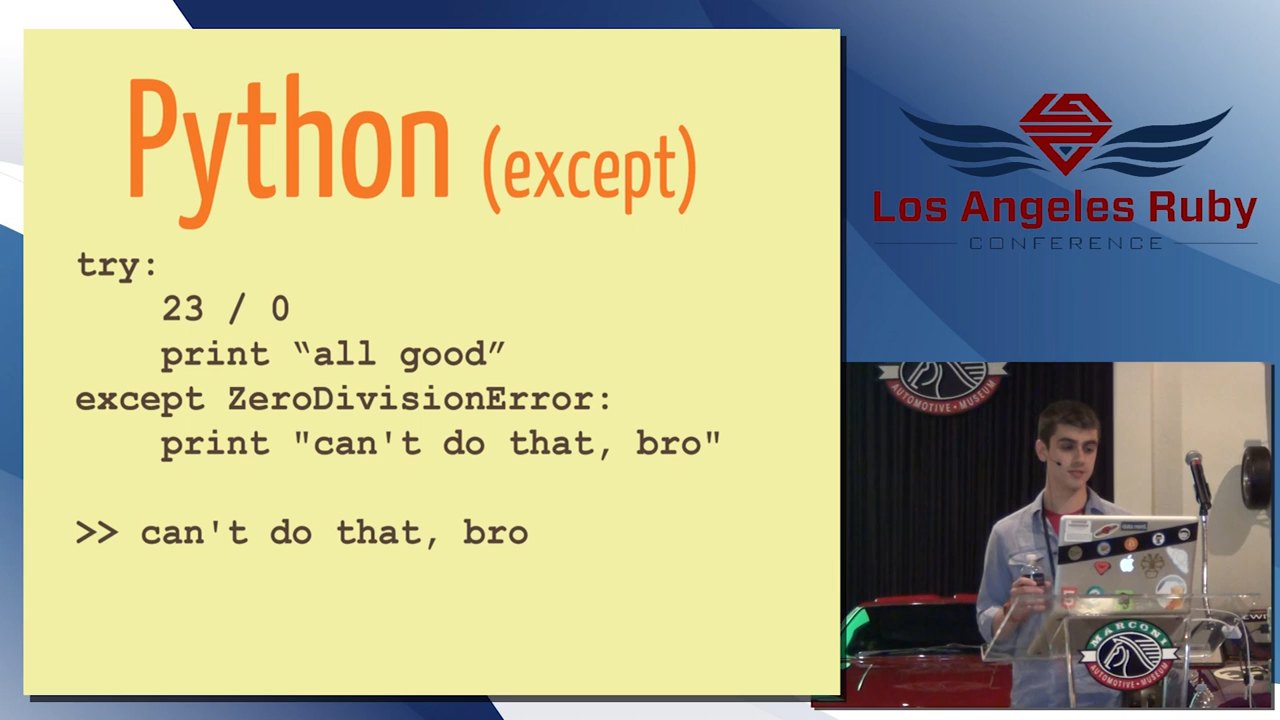 Python (except)
try:
    23 / 0
    print “all good”
except ZeroDivisionError:
    print "can't do that, bro"
>> can't do that, bro
Los Angeles Ruby
CONFERENCE
AUTOMOTIVE • MUSEUM
MARCONI
AUTOMOTIVE • MUSEUM